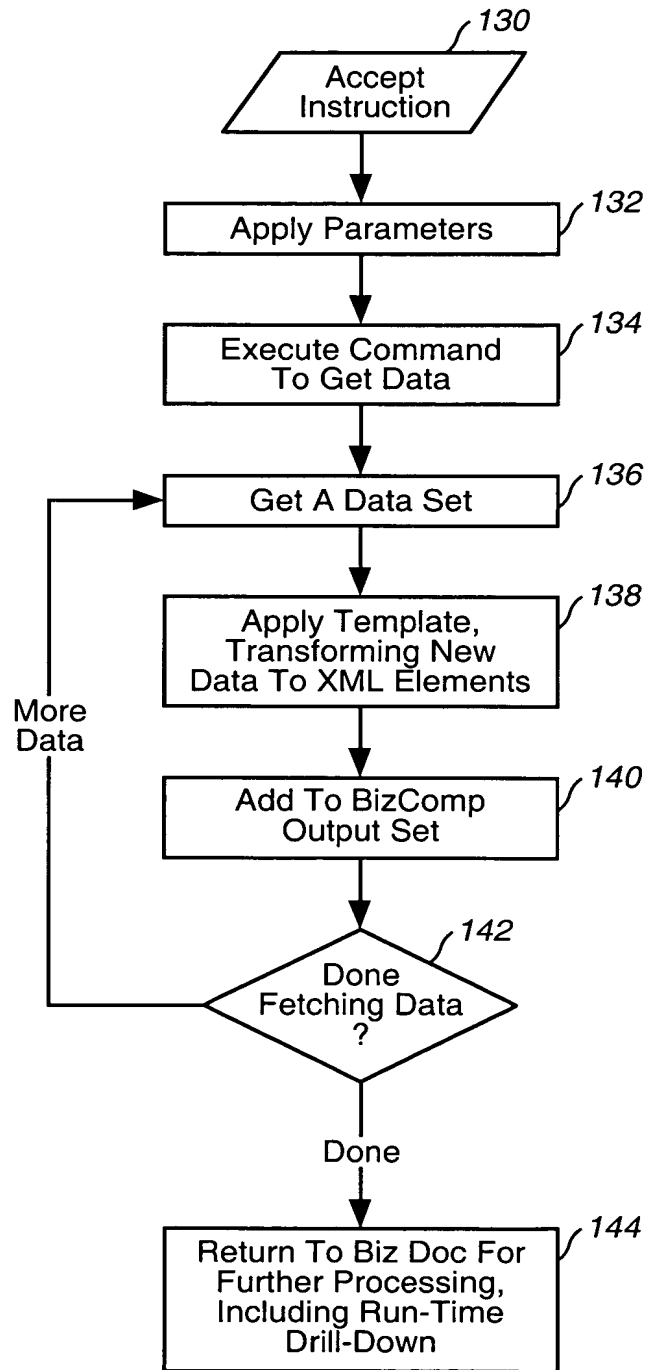 130
Accept
Instruction
132
Apply Parameters
134
Execute Command
To Get Data
136
Get A Data Set
138
Apply Template,
Transforming New
Data To XML Elements
More
Data
140
Add To BizComp
Output Set
142
Done
Fetching Data
?
Done
144
Return To Biz Doc For
Further Processing,
Including Run-Time
Drill-Down